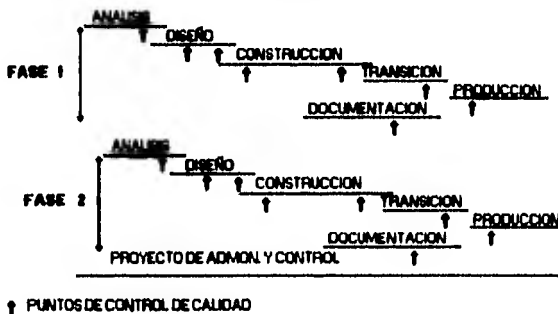 ANALISIS
DISEÑO
CONSTRUCCION
FASE 1
TRANSICION
PRODUCCION
DOCUMENTACION
ANALISIS
DISEÑO
CONSTRUCCION
FASE 2
TRANSICION
PRODUCCION
DOCUMENTACION
PROYECTO DE ADMON. Y CONTROL
PUNTOS DE CONTROL DE CALIDAD